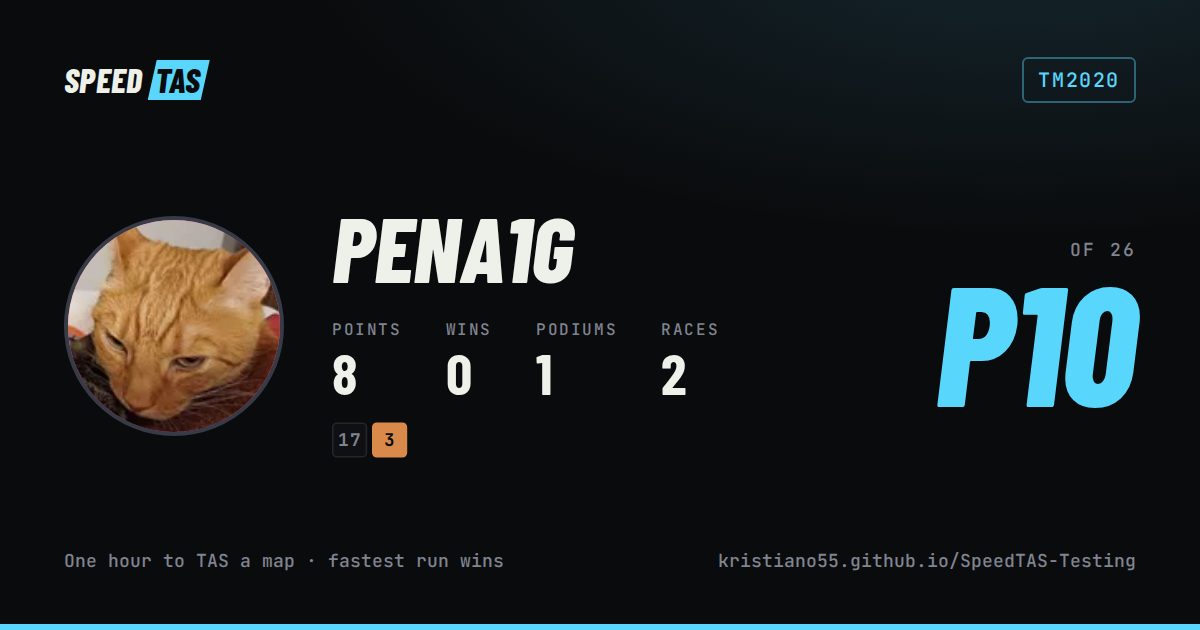 SPEED TAS
TM2020
PENA1G
POINTS WINS PODIUMS RACES
8 0 1 2
17 3
OF 26
P10
One hour to TAS a map · fastest run wins
kristiano55.github.io/SpeedTAS-Testing